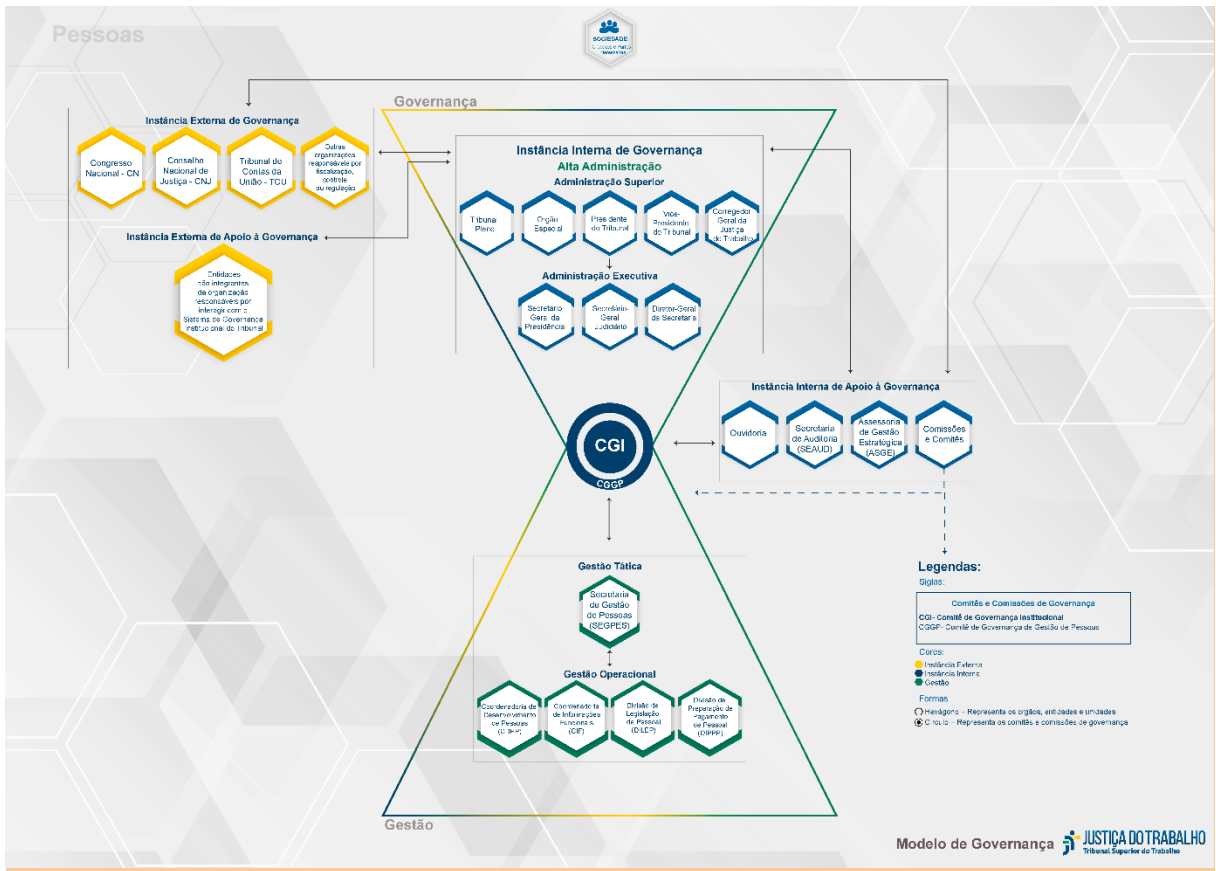 Pessoas
SOCIEDADE
Governança
Instância Externa de Governança
Congresso
Nacional - CN
Conselho
Nacional de
Justiça - CNJ
Tribunal de
Contas da
União - TCU
Outras
organizações
responsáveis por
fiscalização,
controle
ou regulação
Instância Externa de Apoio à Governança
Entidades
não integrantes
da organização
responsáveis por
interagir com o
Sistema de Governança
Institucional do Tribunal
Instância Interna de Governança
Alta Administração
Administração Superior
Tribunal
Pleno
Órgão
Especial
Presidente
do Tribunal
Vice-
Presidente
do Tribunal
Corregedor
Geral da
Justiça
do Trabalho
Administração Executiva
Secretário-
Geral da
Presidência
Secretário-
Geral
Judiciário
Diretor-Geral
da Secretaria
Instância Interna de Apoio à Governança
Ouvidoria
Secretaria
de Auditoria
(SEAUD)
Assessoria
de Gestão
Estratégica
(ASGE)
Comissões
e Comitês
CGI
CGGP
Gestão Tática
Secretaria
de Gestão
de Pessoas
(SEGPES)
Gestão Operacional
Coordenadoria de
Desenvolvimento
de Pessoas
Coordenadoria
de Informações
Funcionais
(CIF)
Divisão de
Legislação
de Pessoal
(DILEP)
Divisão de
Preparação de
Pagamento
de Pessoal
(DIPPP)
Gestão
Legendas:
Siglas:
Comitês e Comissões de Governança
CGI- Comitê de Governança Institucional
CGGP- Comitê de Governança de Gestão de Pessoas
Cores:
Instância Externa
Instância Interna
Gestão
Formas
Hexágono – Representa os orgãos, entidades e unidades
Círculo – Representa os comitês e comissões de governança
Modelo de Governança
JUSTIÇA DO TRABALHO
Tribunal Superior do Trabalho